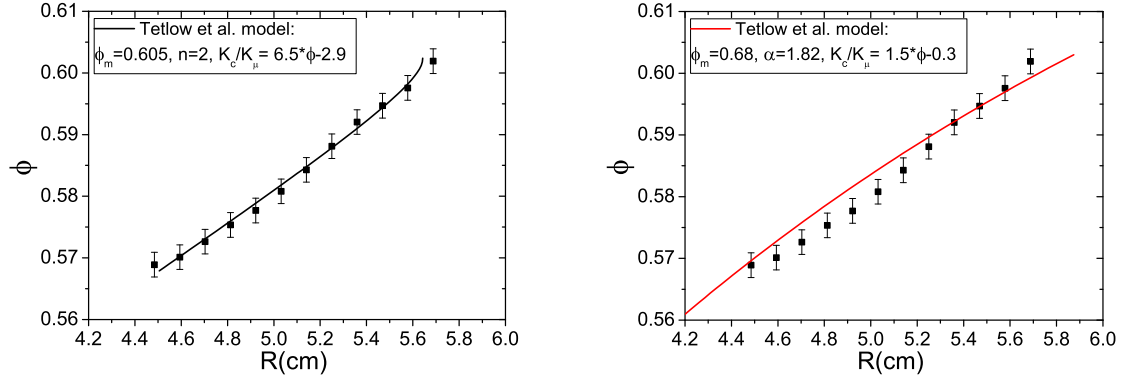 0.61
0.60
0.59
0.58
0.57
0.56
ϕ
Tetlow et al. model:
ϕm=0.605, n=2, Kc/Kμ= 6.5*ϕ-2.9
4.2 4.4 4.6 4.8 5.0 5.2 5.4 5.6 5.8 6.0
R(cm)
0.61
0.60
0.59
0.58
0.57
0.56
ϕ
Tetlow et al. model:
ϕm=0.68, α=1.82, Kc/Kμ= 1.5*ϕ-0.3
4.2 4.4 4.6 4.8 5.0 5.2 5.4 5.6 5.8 6.0
R(cm)